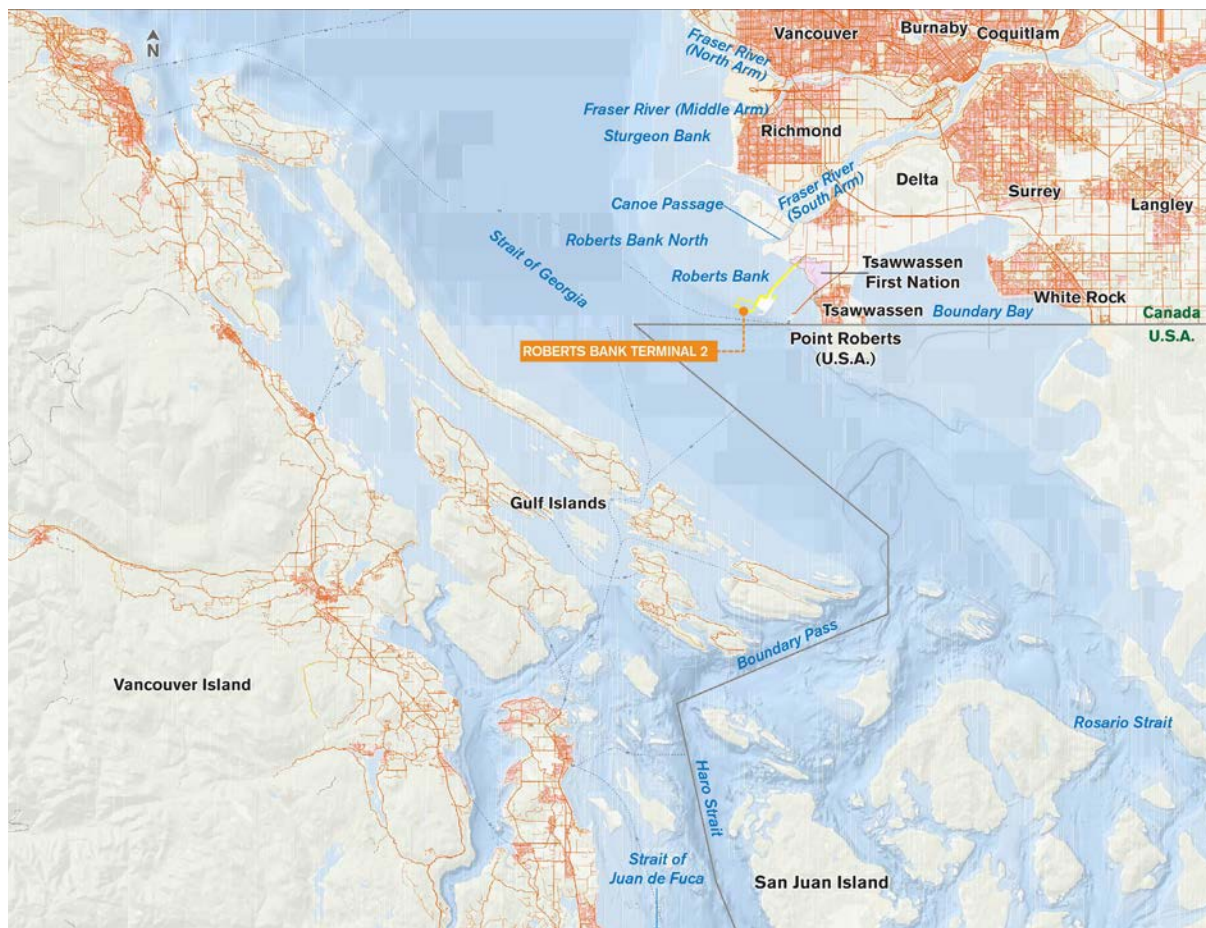 N
Vancouver
Burnaby
Coquitlam
Fraser River
(North Arm)
Fraser River (Middle Arm)
Richmond
Sturgeon Bank
Fraser River
(South Arm)
Delta
Surrey
Langley
Canoe Passage
Roberts Bank North
Strait of Georgia
Roberts Bank
Tsawwassen
First Nation
White Rock
Tsawwassen
Boundary Bay
Canada
U.S.A.
Point Roberts
(U.S.A.)
ROBERTS BANK TERMINAL 2
Gulf Islands
Boundary Pass
Vancouver Island
Rosario Strait
Haro Strait
Strait of
Juan de Fuca
San Juan Island